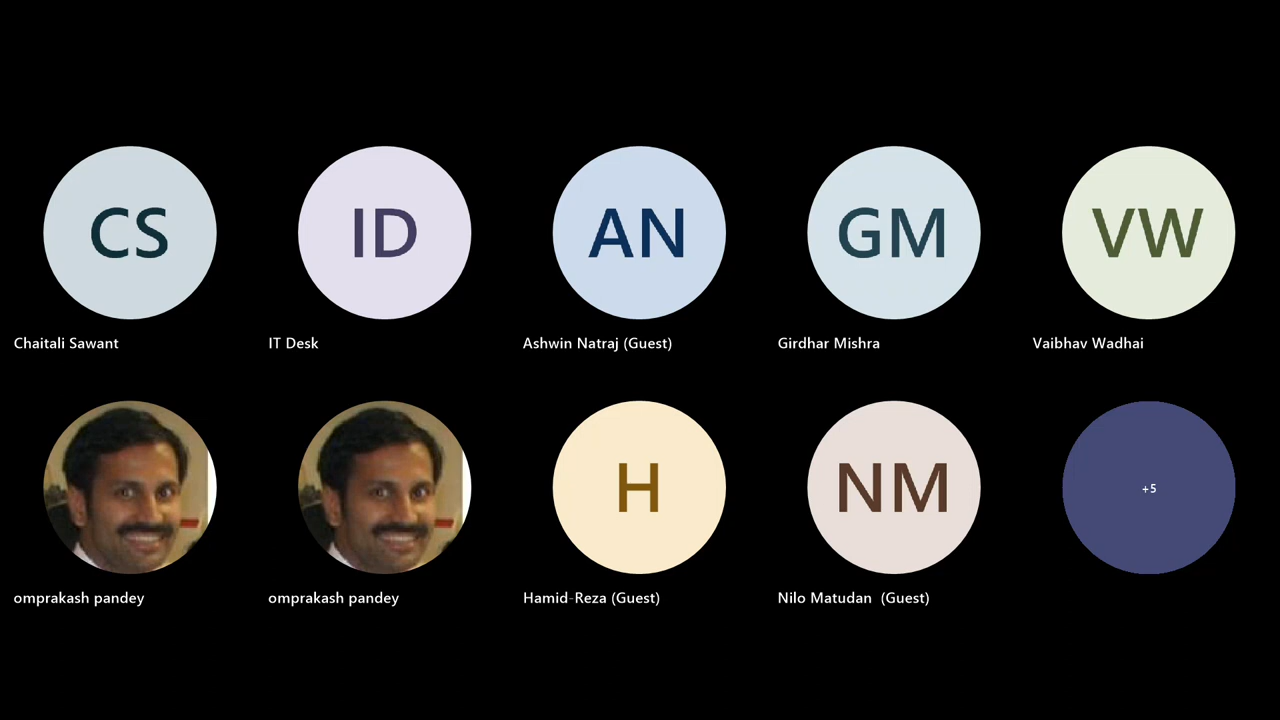 CS ID AN GM VW
Chaitali Sawant IT Desk Ashwin Natraj (Guest) Girdhar Mishra Vaibhav Wadhai
H NM +5
omprakash pandey omprakash pandey Hamid-Reza (Guest) Nilo Matudan (Guest)